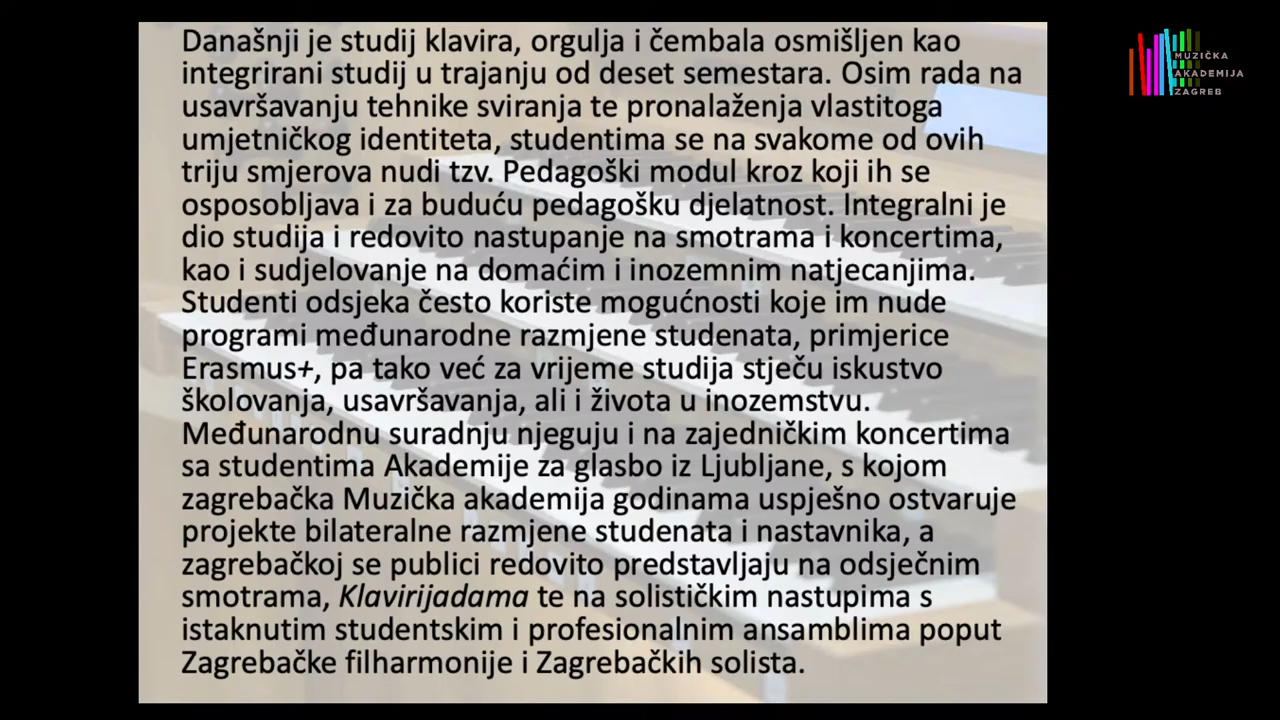 Današnji je studij klavira, orgulja i čembala osmišljen kao
integrirani studij u trajanju od deset semestara. Osim rada na
usavršavanju tehnike sviranja te pronalaženja vlastitoga
umjetničkog identiteta, studentima se na svakome od ovih
triju smjerova nudi tzv. Pedagoški modul kroz koji ih se
osposobljava i za buduću pedagošku djelatnost. Integralni je
dio studija i redovito nastupanje na smotrama i koncertima,
kao i sudjelovanje na domaćim i inozemnim natjecanjima.
Studenti odsjeka često koriste mogućnosti koje im nude
programi međunarodne razmjene studenata, primjerice
Erasmus+, pa tako već za vrijeme studija stječu iskustvo
školovanja, usavršavanja, ali i života u inozemstvu.
Međunarodnu suradnju njeguju i na zajedničkim koncertima
sa studentima Akademije za glasbo iz Ljubljane, s kojom
zagrebačka Muzička akademija godinama uspješno ostvaruje
projekte bilateralne razmjene studenata i nastavnika, a
zagrebačkoj se publici redovito predstavljaju na odsječnim
smotrama, Klavirijadama te na solističkim nastupima s
istaknutim studentskim i profesionalnim ansamblima poput
Zagrebačke filharmonije i Zagrebačkih solista.
MUZIČKA
AKADEMIJA
ZAGREB